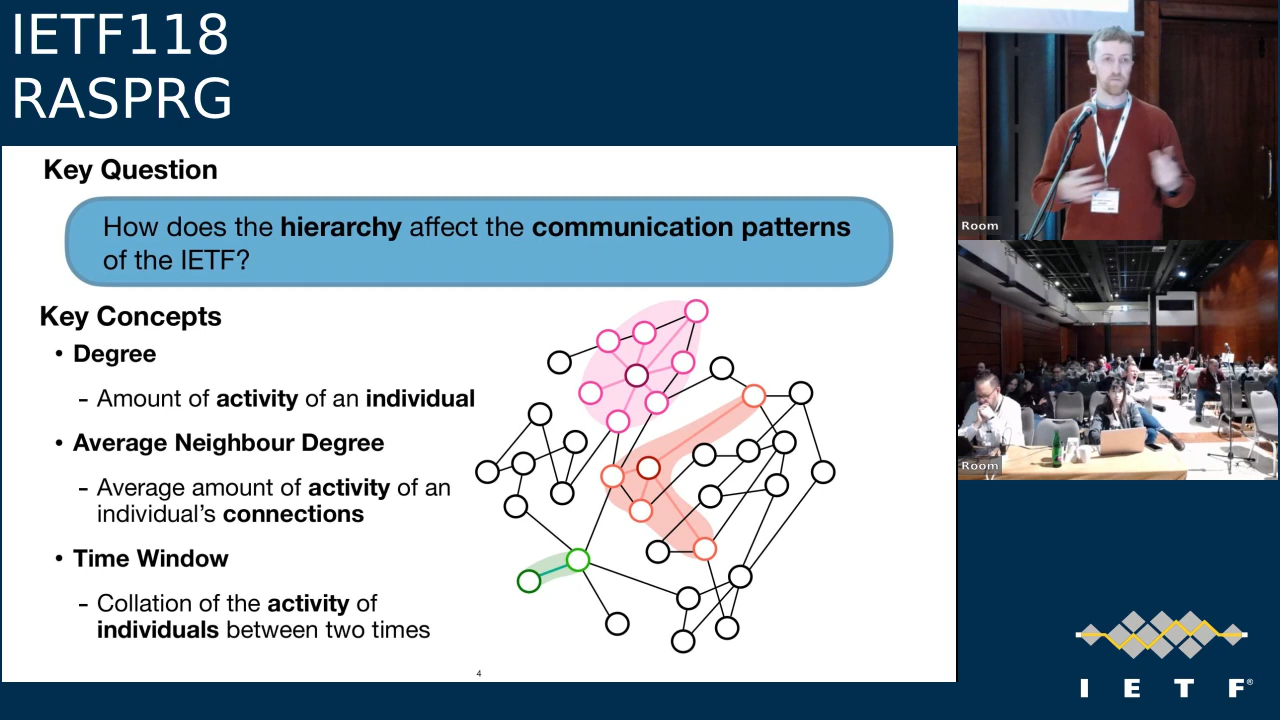 IETF118
RASPRG
Key Question
How does the hierarchy affect the communication patterns
of the IETF?
Key Concepts
• Degree
- Amount of activity of an individual
• Average Neighbour Degree
- Average amount of activity of an
individual's connections
• Time Window
- Collation of the activity of
individuals between two times
4
Room
Room
I E T F®